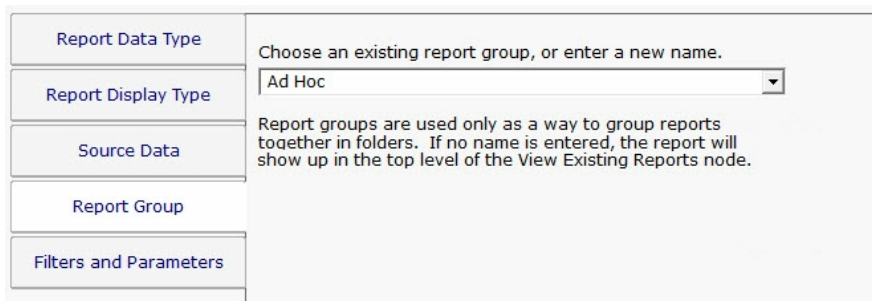 Report Data Type
Report Display Type
Source Data
Report Group
Filters and Parameters
Choose an existing report group, or enter a new name.
Ad Hoc
Report groups are used only as a way to group reports
together in folders. If no name is entered, the report will
show up in the top level of the View Existing Reports node.